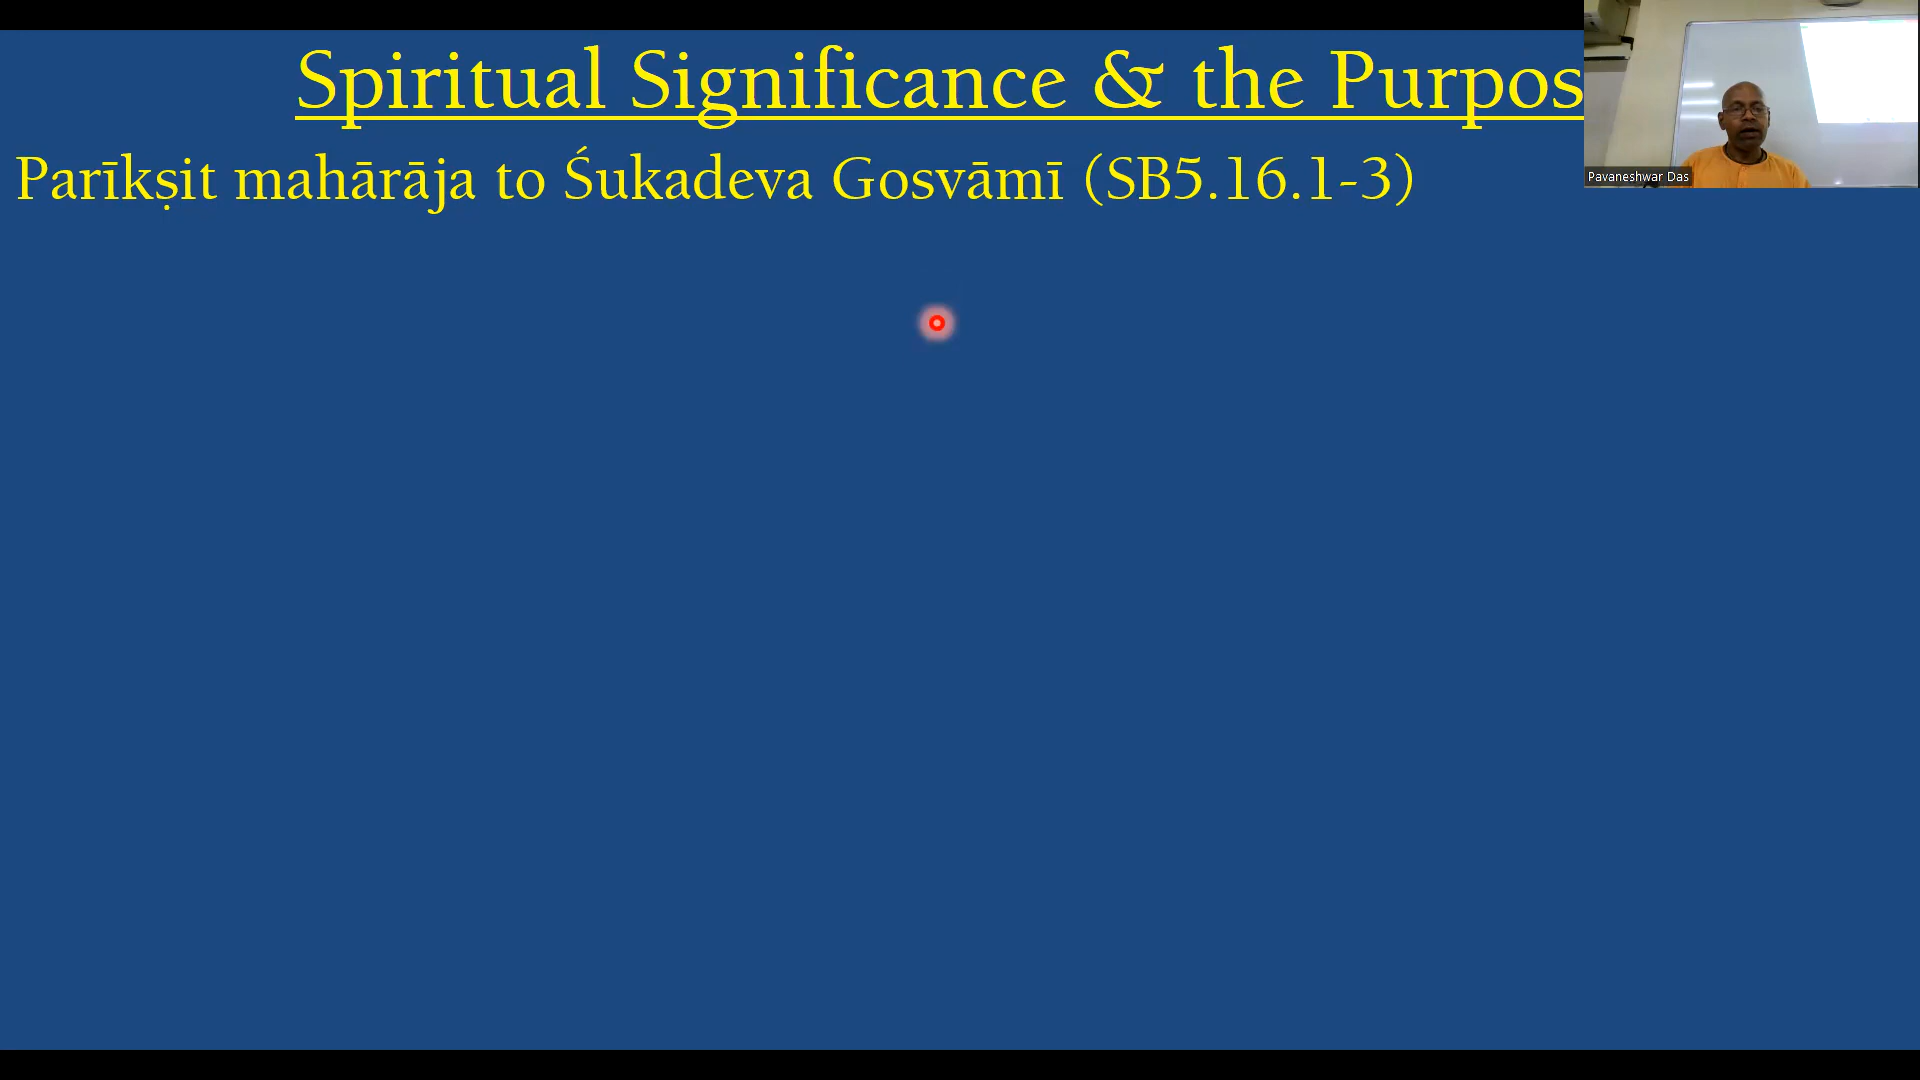 Spiritual Significance & the Purpos
Parīkṣit mahārāja to Śukadeva Gosvāmī (SB5.16.1-3)
Pavaneshwar Das